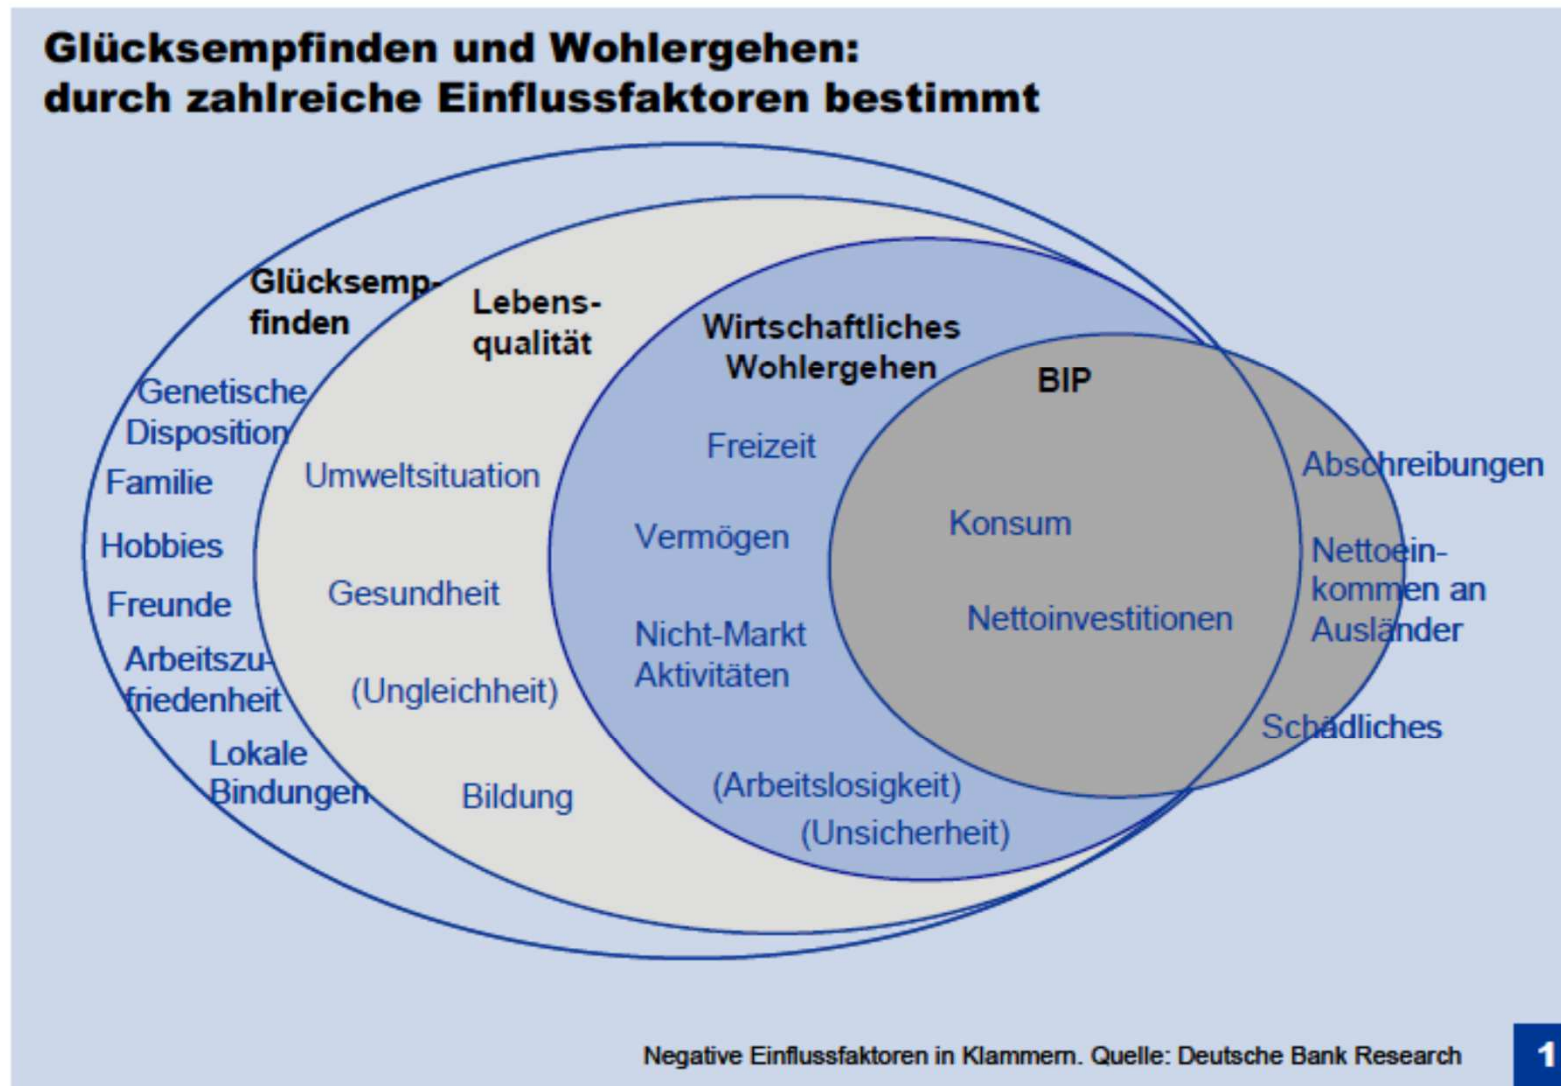 Glücksempfinden und Wohlergehen:
durch zahlreiche Einflussfaktoren bestimmt
Glücksemp-
finden
Genetische
Disposition
Familie
Hobbies
Freunde
Arbeitszu-
friedenheit
Lokale
Bindungen
Lebens-
qualität
Umweltsituation
Gesundheit
(Ungleichheit)
Bildung
Wirtschaftliches
Wohlergehen
Freizeit
Vermögen
Nicht-Markt
Aktivitäten
(Arbeitslosigkeit)
(Unsicherheit)
BIP
Konsum
Nettoinvestitionen
Abschreibungen
Nettoein-
kommen an
Ausländer
Schädliches
Negative Einflussfaktoren in Klammern. Quelle: Deutsche Bank Research
1